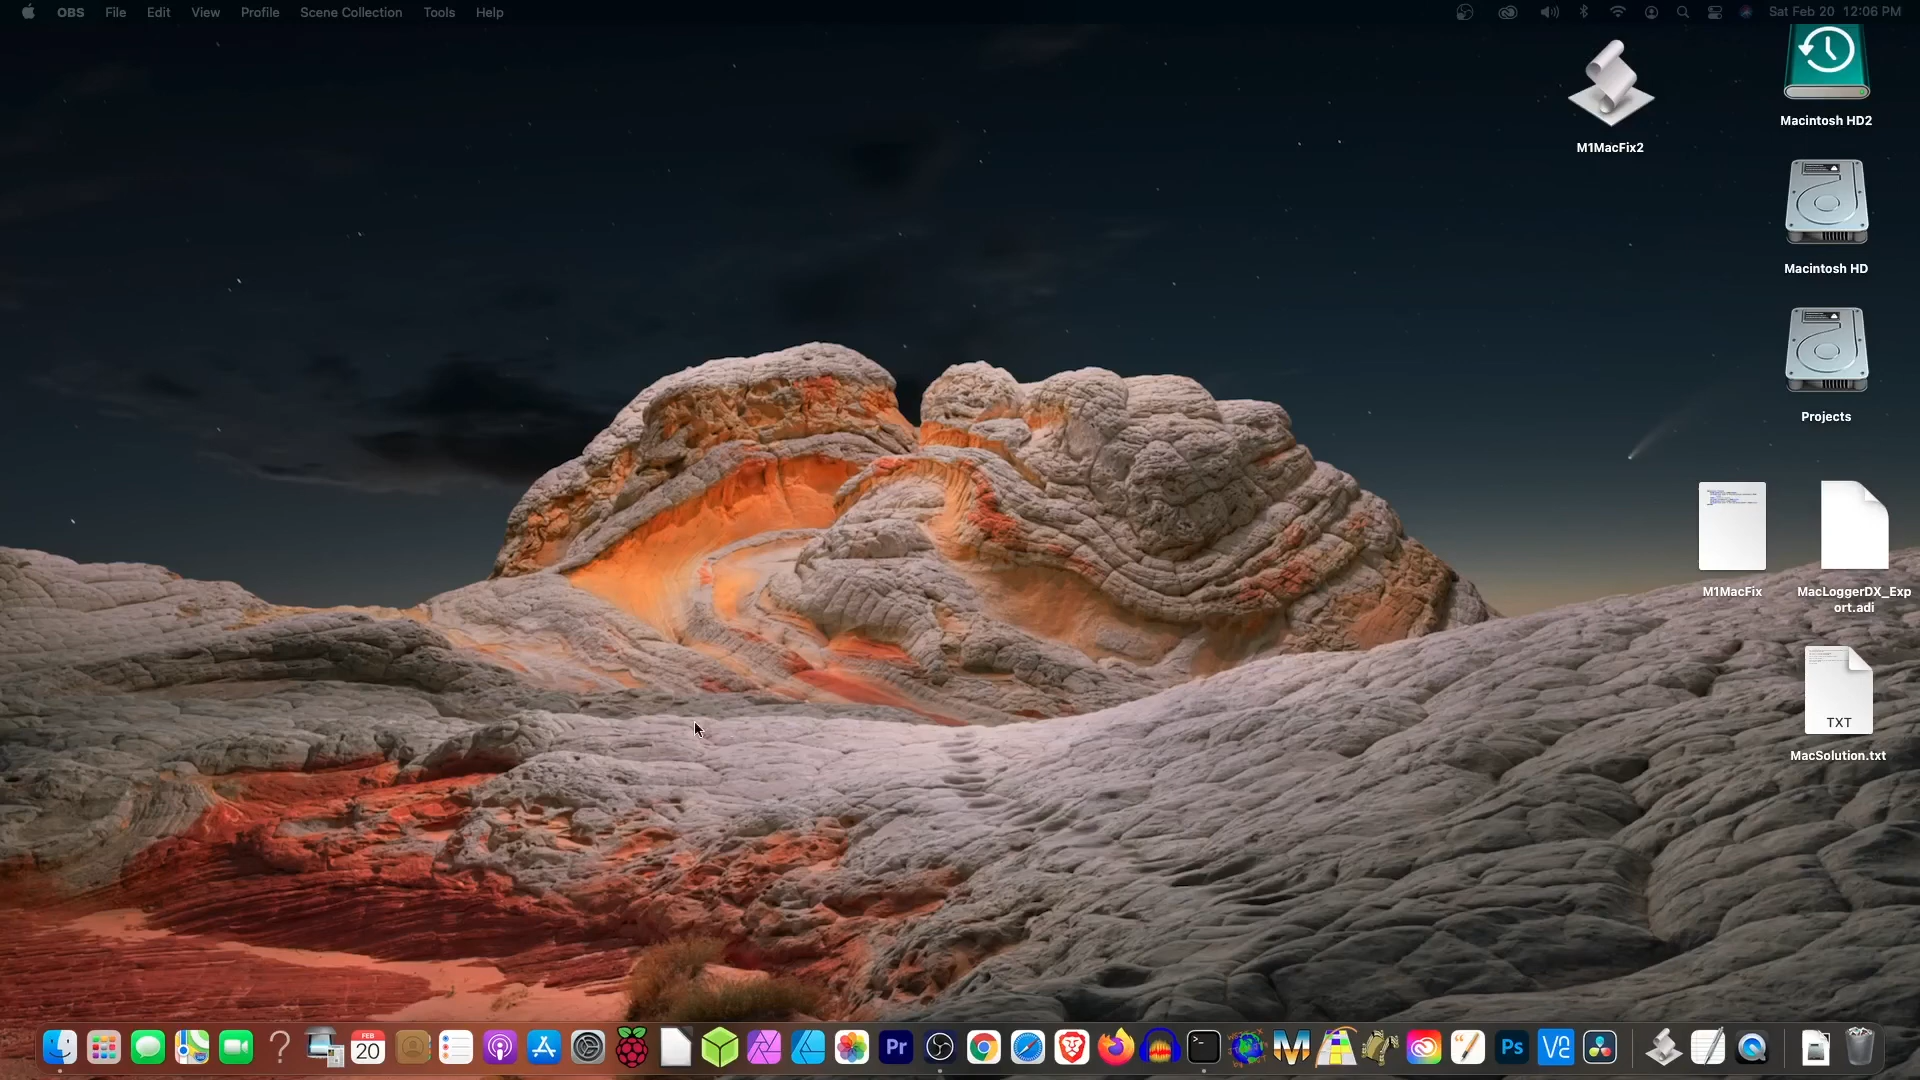 OBS File Edit View Profile Scene Collection Tools Help Sat Feb 20 12:06 PM
M1MacFix2
Macintosh HD2
Macintosh HD
Projects
M1MacFix
MacLoggerDX_Exp
ort.adi
TXT
MacSolution.txt
FEB
20
Pr
Ps